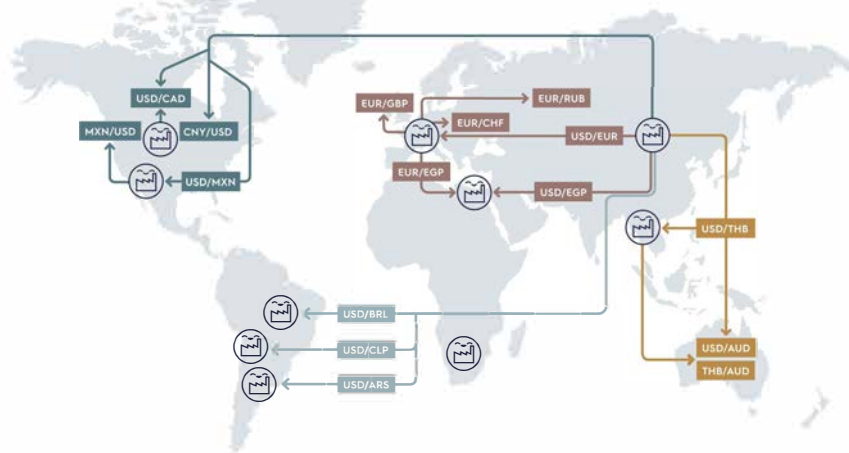 USD/CAD
MXN/USD
CNY/USD
USD/MXN
EUR/GBP
EUR/RUB
EUR/CHF
USD/EUR
EUR/EGP
USD/EGP
USD/THB
USD/BRL
USD/CLP
USD/ARS
USD/AUD
THB/AUD